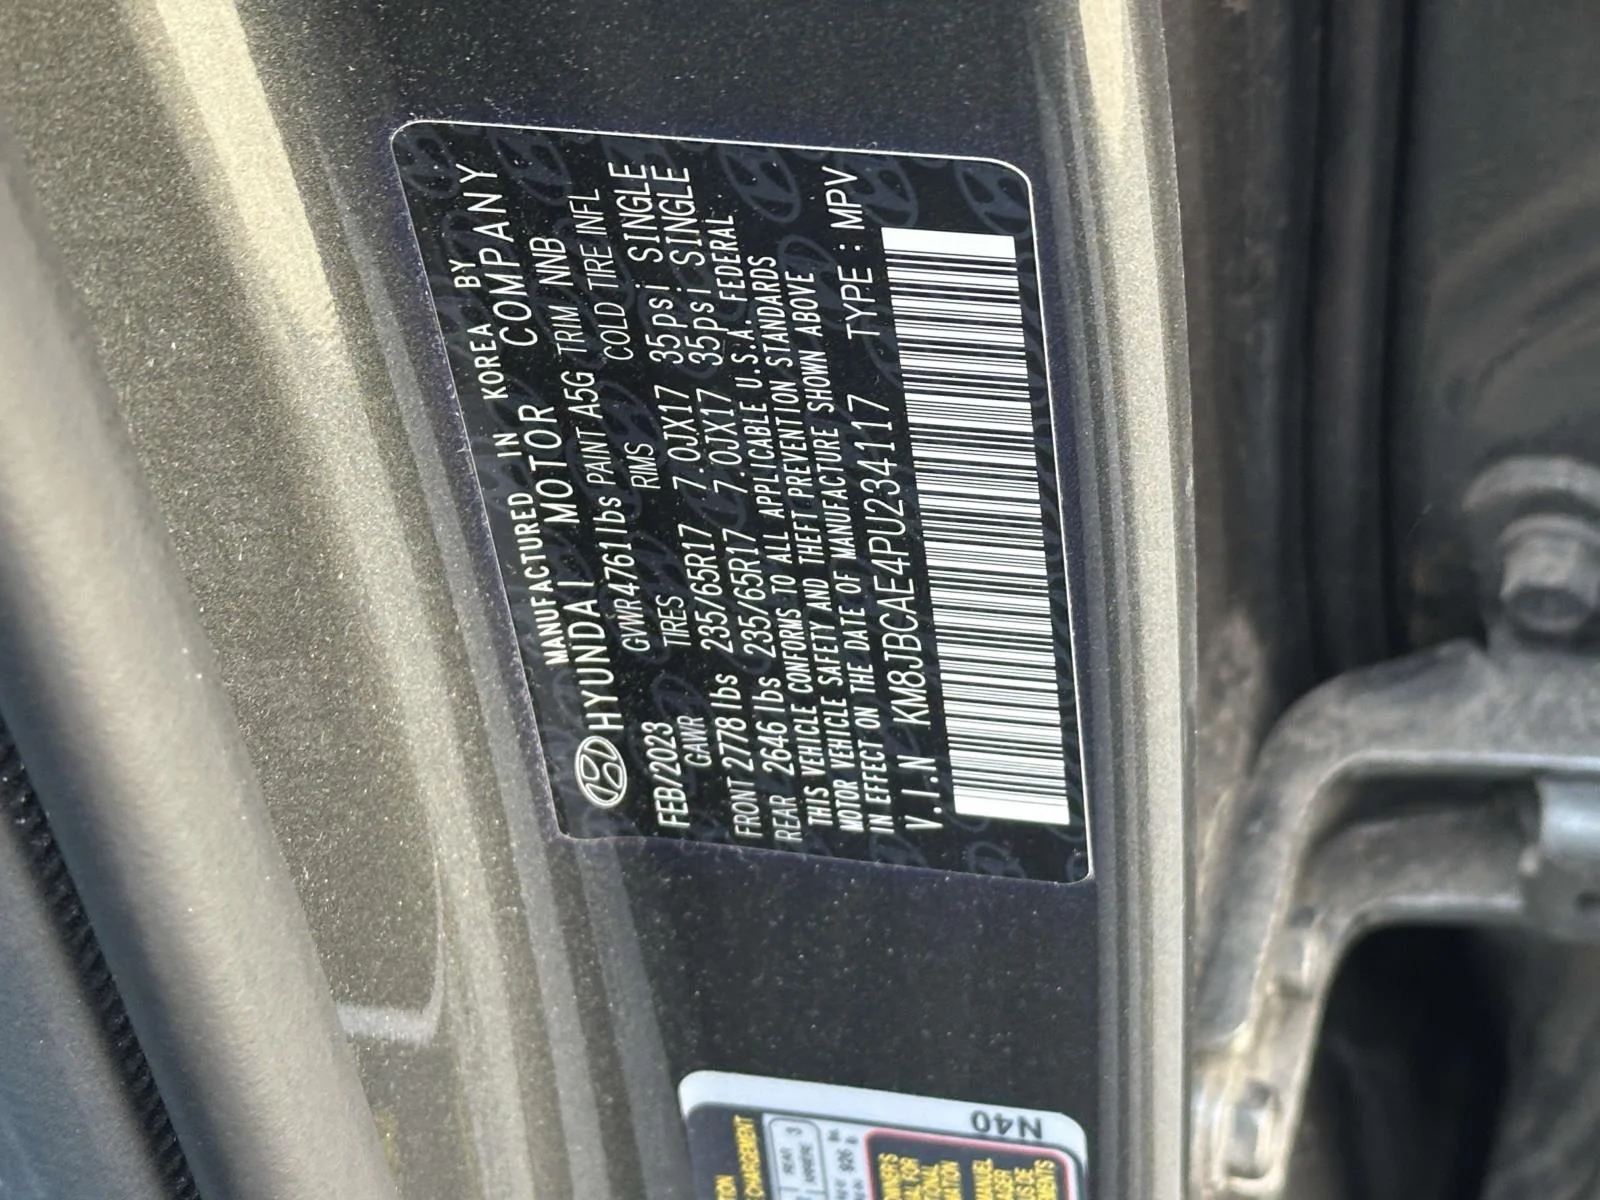 MANUFACTURED IN KOREA BY
HYUNDAI MOTOR COMPANY
GVWR 4761lbs PAINT A5G TRIM NNB
FEB/2023 TIRES RIMS COLD TIRE INFL
GAWR
FRONT 2778 lbs 235/65R17 7.0JX17 35psi SINGLE
REAR 2646 lbs 235/65R17 7.0JX17 35psi SINGLE
THIS VEHICLE CONFORMS TO ALL APPLICABLE U.S.A. FEDERAL
MOTOR VEHICLE SAFETY AND THEFT PREVENTION STANDARDS
IN EFFECT ON THE DATE OF MANUFACTURE SHOWN ABOVE
V.I.N KM8JBCAE4PU234117 TYPE : MPV
N40
CHARGEMENT
REAR 3